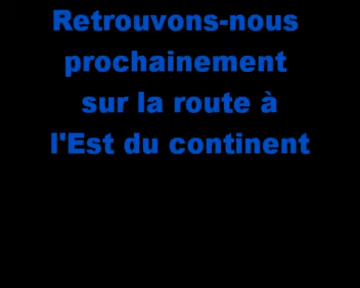 Retrouvons-nous
prochainement
sur la route à
l'Est du continent